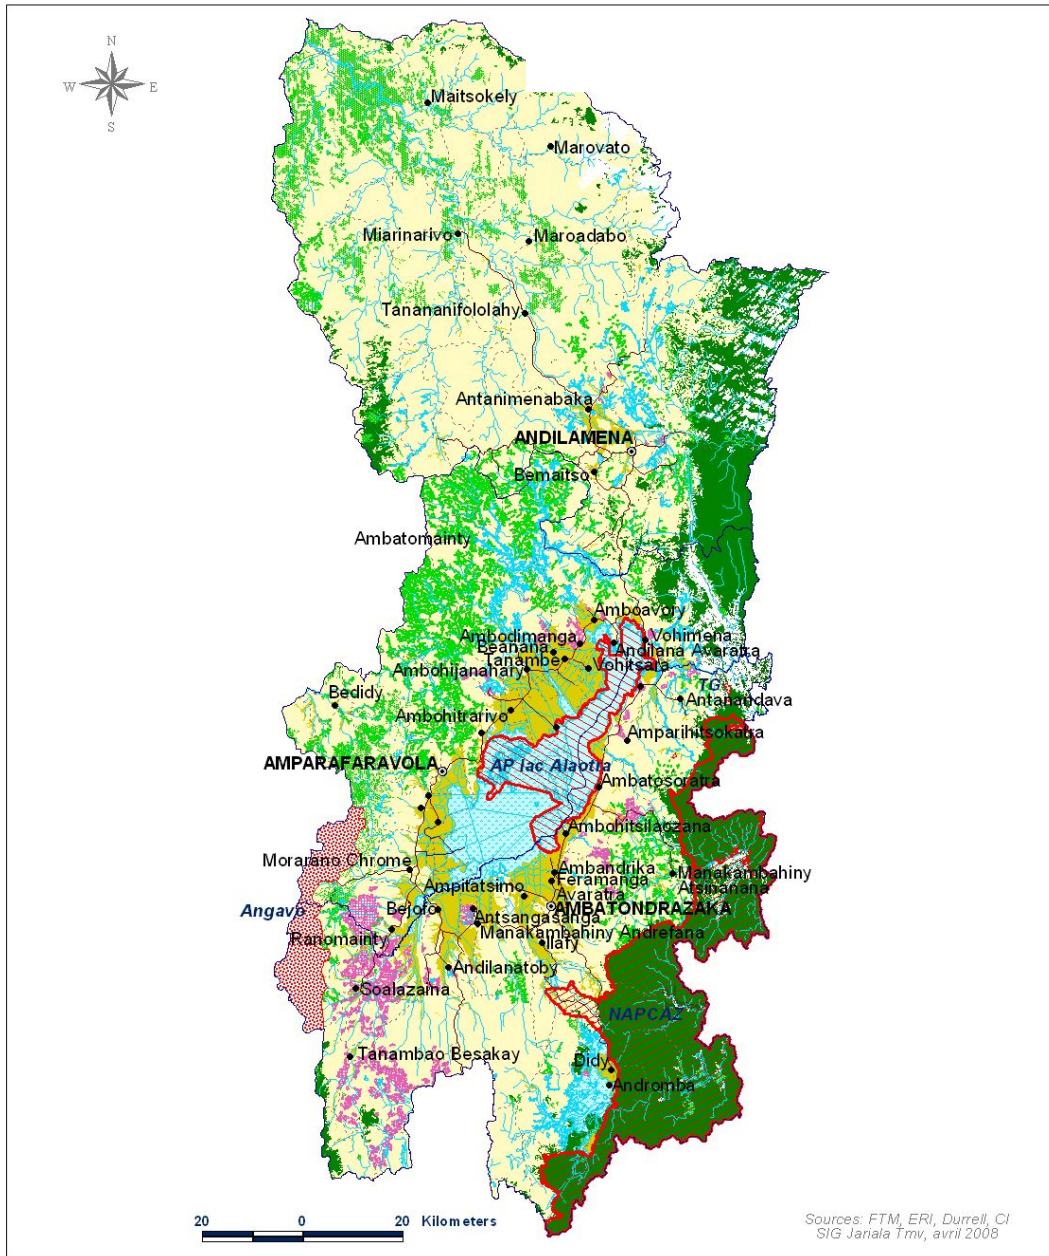 N
W E
S
Maitsokely
Marovato
Miarinarivo
Maroadabo
Tanananifololahy
Antanimenabaka
ANDILAMENA
Bemaitso
Ambatomainty
Amboavory
Ambodimanga
Vohimena
Beanana
Andilana Avaratra
Tanambe
Vohitsara
Ambohijanahary
TG
Bedidy
Antanandava
Ambohitrarivo
Amparihitsokatra
AMPARAFARAVOLA
AP lac Alaotra
Ambatosoratra
Ambohitsilaozana
Morarano Chrome
Ambandrika
Manakambahiny
Atsinanana
Feramanga
Avaratra
Ampitatsimo
Angavo
Bejofo
AMBATONDRAZAKA
Antsangasanga
Manakambahiny Andrefana
Ranomainty
Ilafy
Andilanatoby
Soalazaina
NAPCAZ
Tanambao Besakay
Didy
Andromba
20 0 20 Kilometers
Sources: FTM, ERI, Durrell, CI
SIG Jariala Tmv, avril 2008